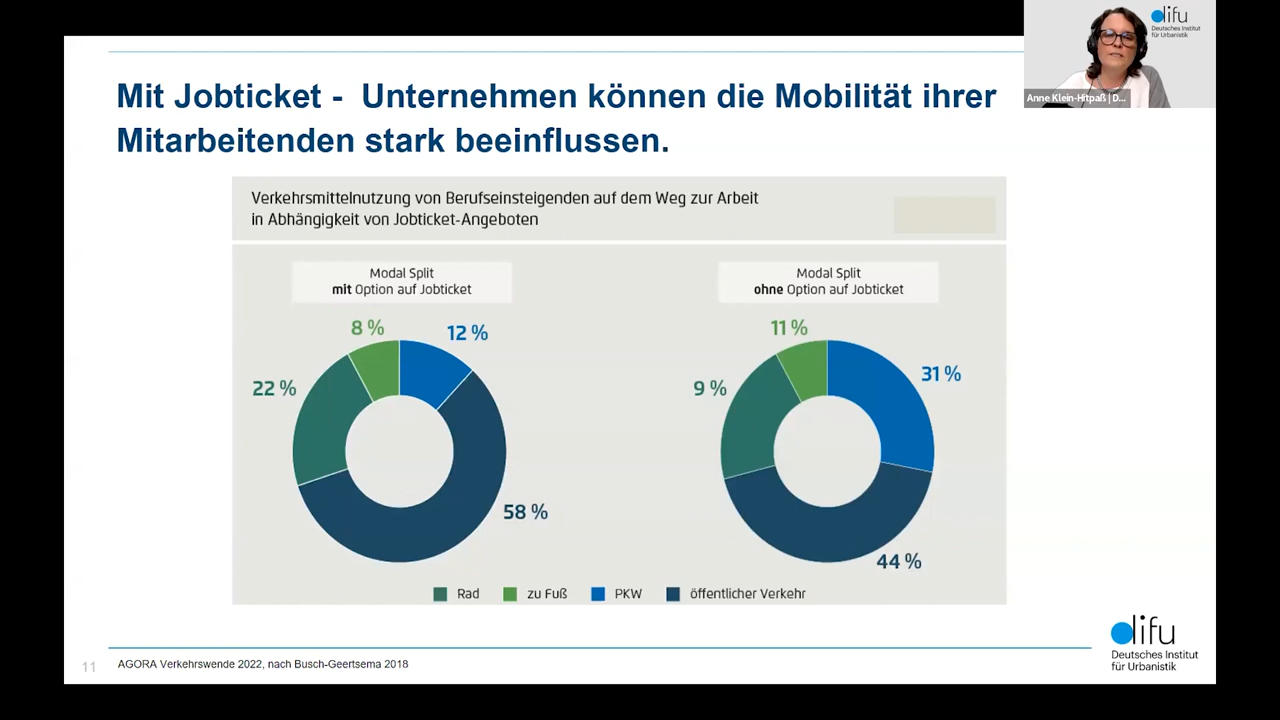 difu
Deutsches Institut
für Urbanistik
Anne Klein-Hitpaß | D...
Mit Jobticket - Unternehmen können die Mobilität ihrer
Mitarbeitenden stark beeinflussen.
Verkehrsmittelnutzung von Berufseinsteigenden auf dem Weg zur Arbeit
in Abhängigkeit von Jobticket-Angeboten
Modal Split
mit Option auf Jobticket
8 %
12 %
22 %
58 %
Modal Split
ohne Option auf Jobticket
11 %
31 %
9 %
44 %
Rad
zu Fuß
PKW
öffentlicher Verkehr
difu
Deutsches Institut
für Urbanistik
11
AGORA Verkehrswende 2022, nach Busch-Geertsema 2018